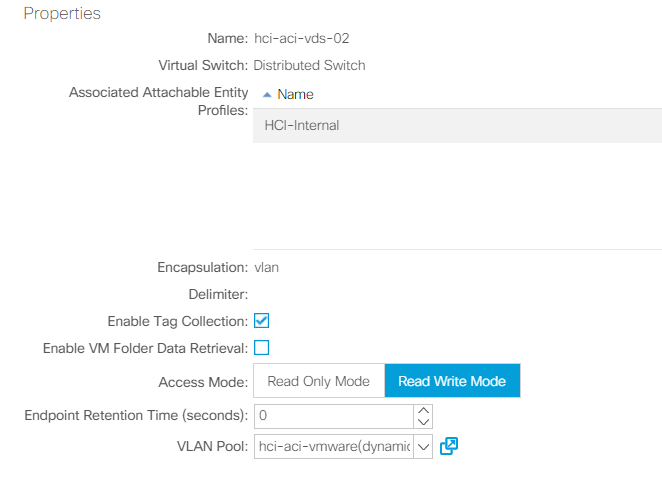 Properties
Name: hci-aci-vds-02
Virtual Switch: Distributed Switch
Associated Attachable Entity Profiles:
Name
HCI-Internal
Encapsulation: vlan
Delimiter:
Enable Tag Collection:
Enable VM Folder Data Retrieval:
Access Mode: Read Only Mode Read Write Mode
Endpoint Retention Time (seconds): 0
VLAN Pool: hci-aci-vmware(dynamic